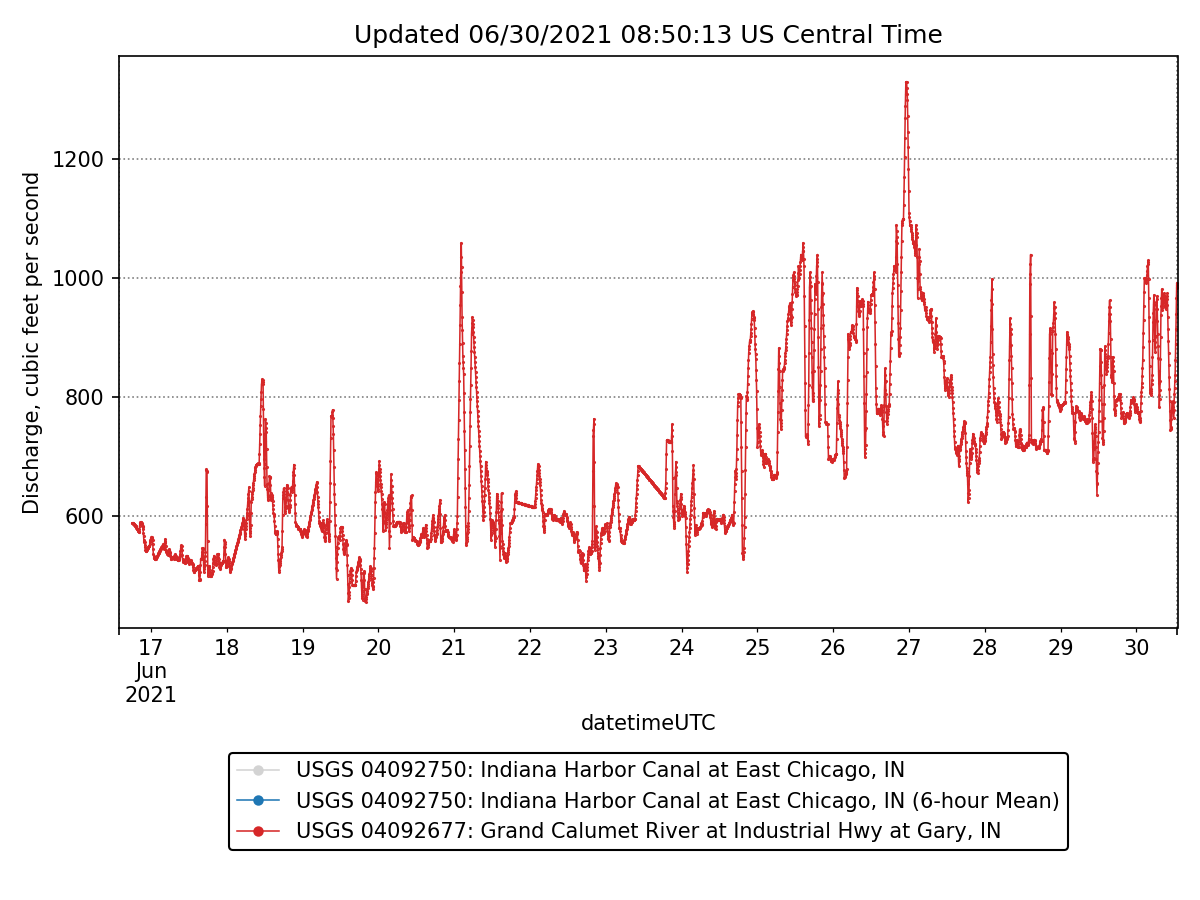 Updated 06/30/2021 08:50:13 US Central Time
Discharge, cubic feet per second
1200
1000
800
600
17 18 19 20 21 22 23 24 25 26 27 28 29 30
Jun
2021
datetimeUTC
USGS 04092750: Indiana Harbor Canal at East Chicago, IN
USGS 04092750: Indiana Harbor Canal at East Chicago, IN (6-hour Mean)
USGS 04092677: Grand Calumet River at Industrial Hwy at Gary, IN